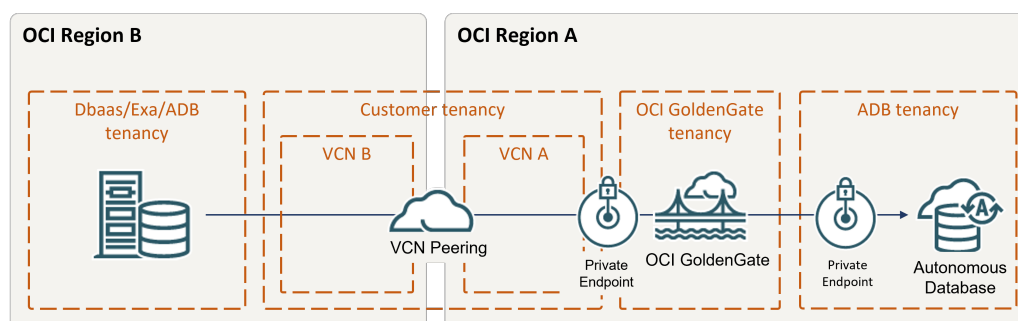 OCI Region B
OCI Region A
Dbaas/Exa/ADB
tenancy
Customer tenancy
OCI GoldenGate
tenancy
ADB tenancy
VCN B
VCN A
A
VCN Peering
Private
Endpoint
OCI GoldenGate
Private
Endpoint
Autonomous
Database